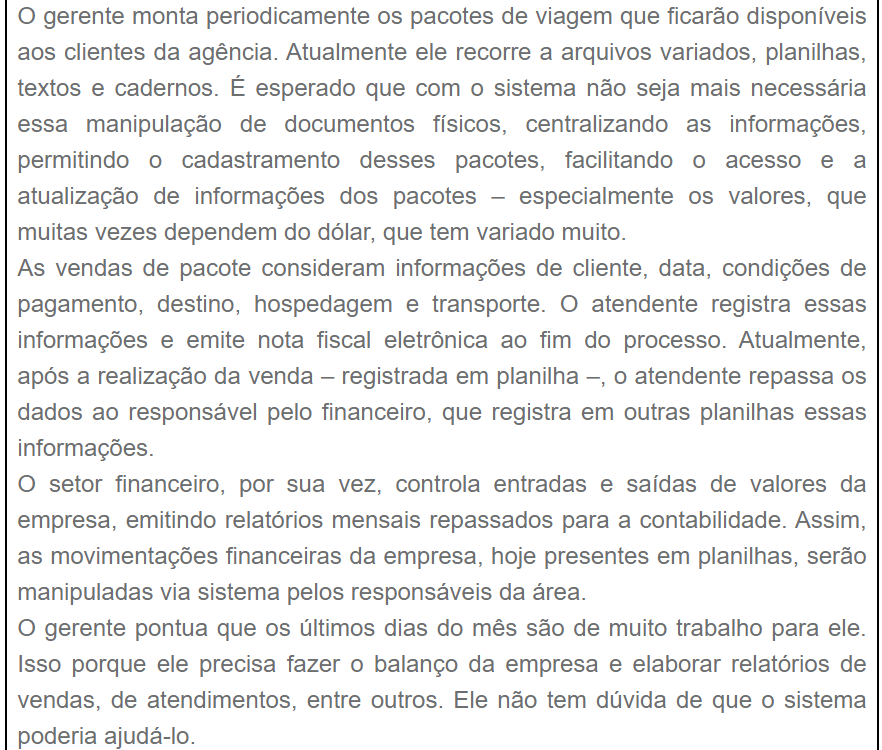 O gerente monta periodicamente os pacotes de viagem que ficarão disponíveis
aos clientes da agência. Atualmente ele recorre a arquivos variados, planilhas,
textos e cadernos. É esperado que com o sistema não seja mais necessária
essa manipulação de documentos físicos, centralizando as informações,
permitindo o cadastramento desses pacotes, facilitando o acesso e a
atualização de informações dos pacotes – especialmente os valores, que
muitas vezes dependem do dólar, que tem variado muito.
As vendas de pacote consideram informações de cliente, data, condições de
pagamento, destino, hospedagem e transporte. O atendente registra essas
informações e emite nota fiscal eletrônica ao fim do processo. Atualmente,
após a realização da venda – registrada em planilha –, o atendente repassa os
dados ao responsável pelo financeiro, que registra em outras planilhas essas
informações.
O setor financeiro, por sua vez, controla entradas e saídas de valores da
empresa, emitindo relatórios mensais repassados para a contabilidade. Assim,
as movimentações financeiras da empresa, hoje presentes em planilhas, serão
manipuladas via sistema pelos responsáveis da área.
O gerente pontua que os últimos dias do mês são de muito trabalho para ele.
Isso porque ele precisa fazer o balanço da empresa e elaborar relatórios de
vendas, de atendimentos, entre outros. Ele não tem dúvida de que o sistema
poderia ajudá-lo.